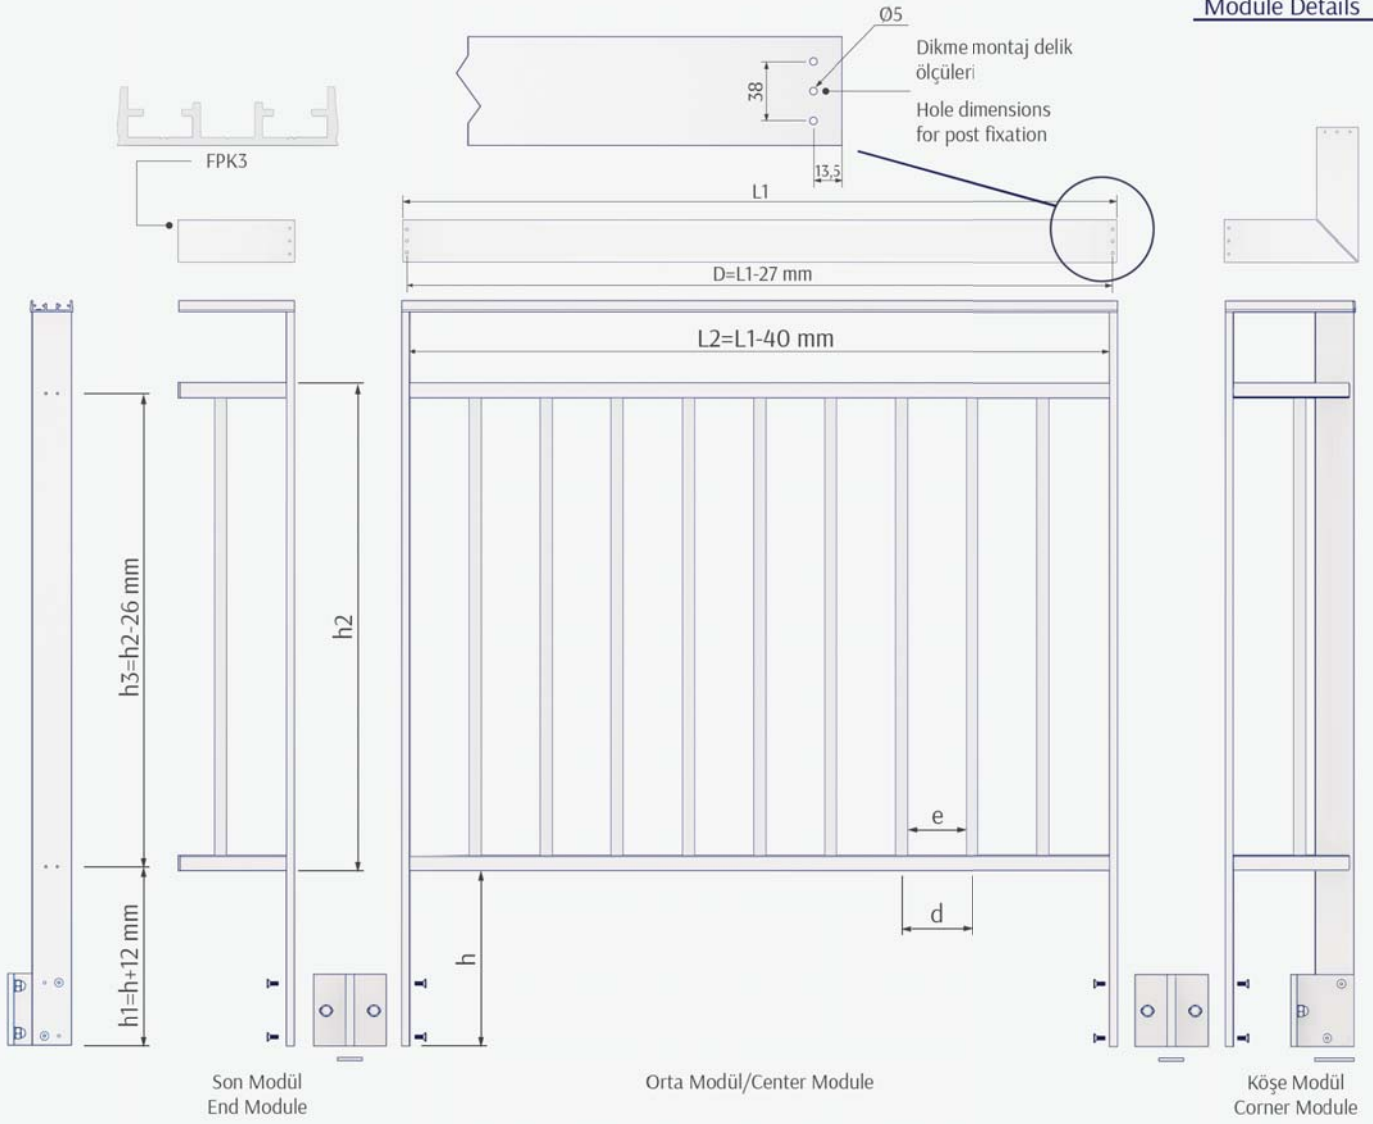 Module Details
Ø5
Dikme montaj delik
ölçüleri
38
Hole dimensions
for post fixation
FPK3
13,5
L1
D=L1-27 mm
L2=L1-40 mm
h3=h2-26 mm
h2
e
d
h
h1=h+12 mm
Son Modül
End Module
Orta Modül/Center Module
Köşe Modül
Corner Module